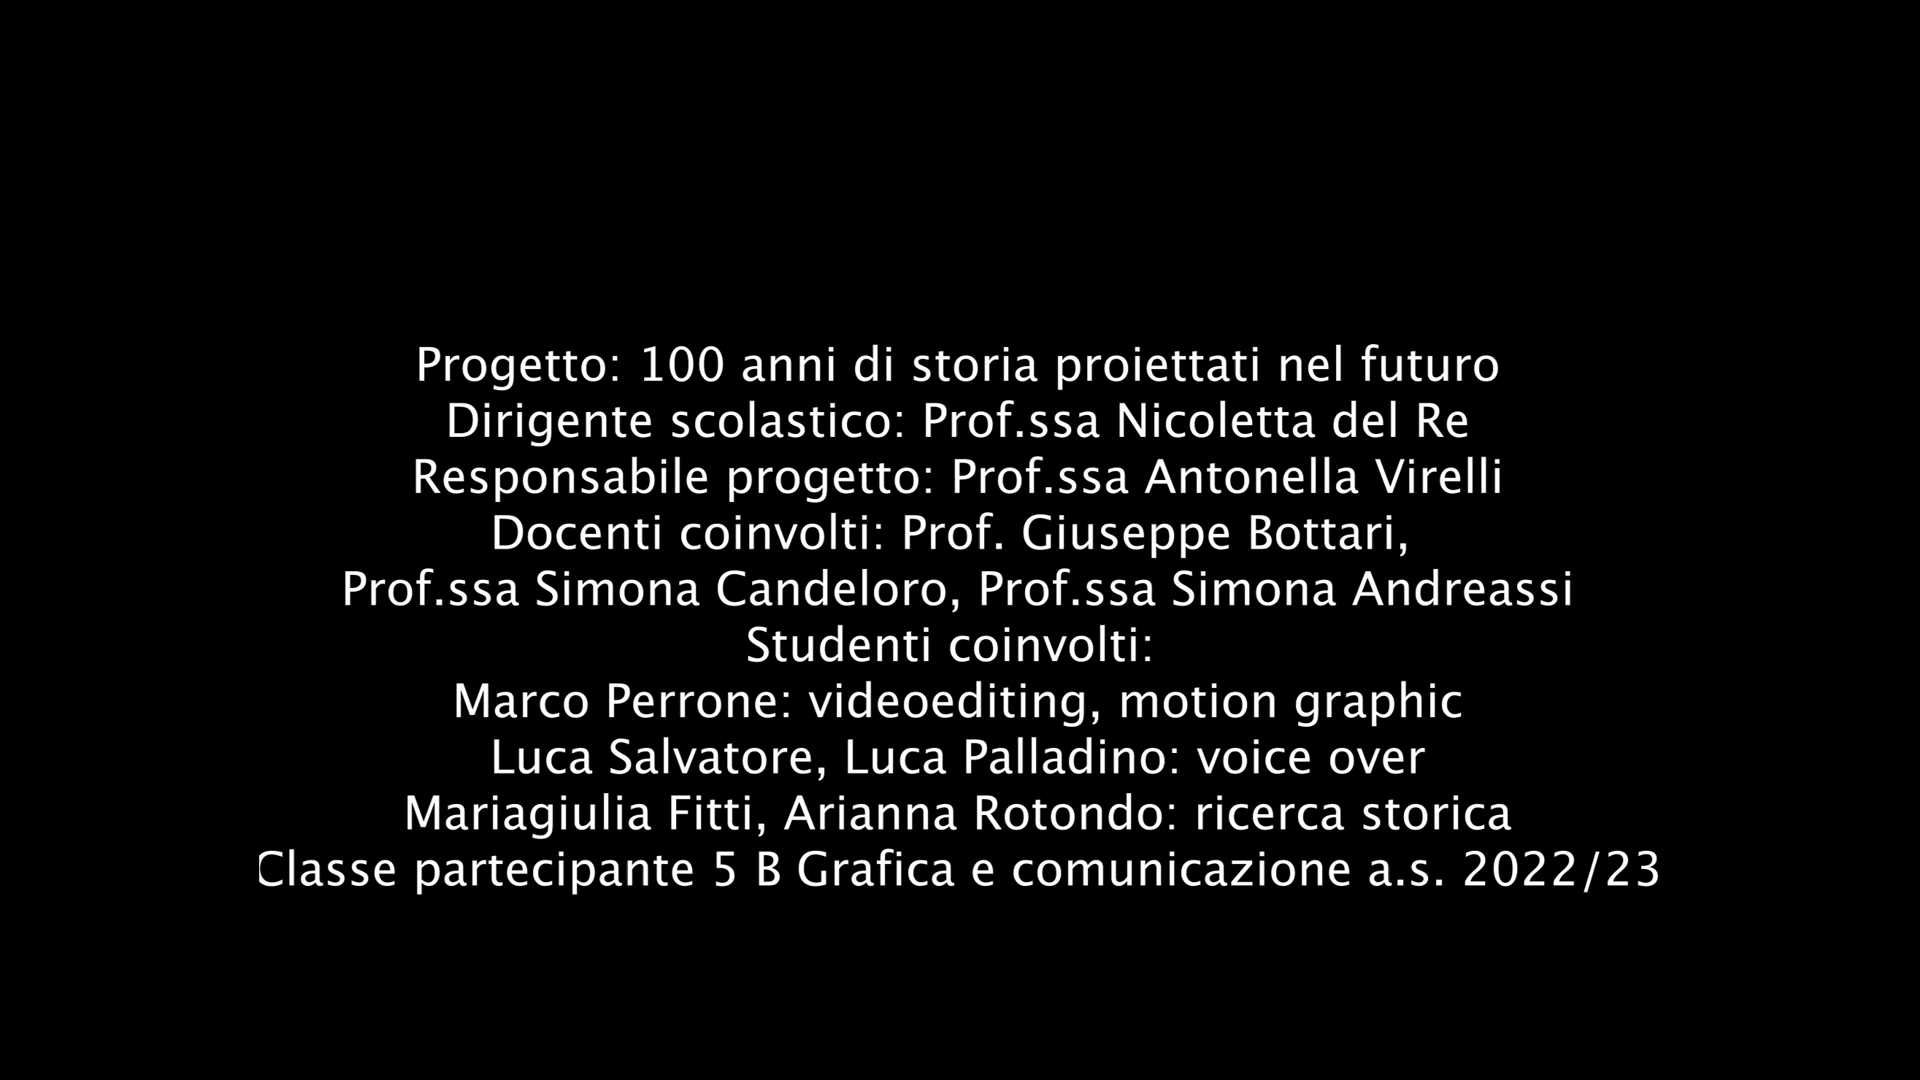 Progetto: 100 anni di storia proiettati nel futuro
Dirigente scolastico: Prof.ssa Nicoletta del Re
Responsabile progetto: Prof.ssa Antonella Virelli
Docenti coinvolti: Prof. Giuseppe Bottari,
Prof.ssa Simona Candeloro, Prof.ssa Simona Andreassi
Studenti coinvolti:
Marco Perrone: videoediting, motion graphic
Luca Salvatore, Luca Palladino: voice over
Mariagiulia Fitti, Arianna Rotondo: ricerca storica
Classe partecipante 5 B Grafica e comunicazione a.s. 2022/23